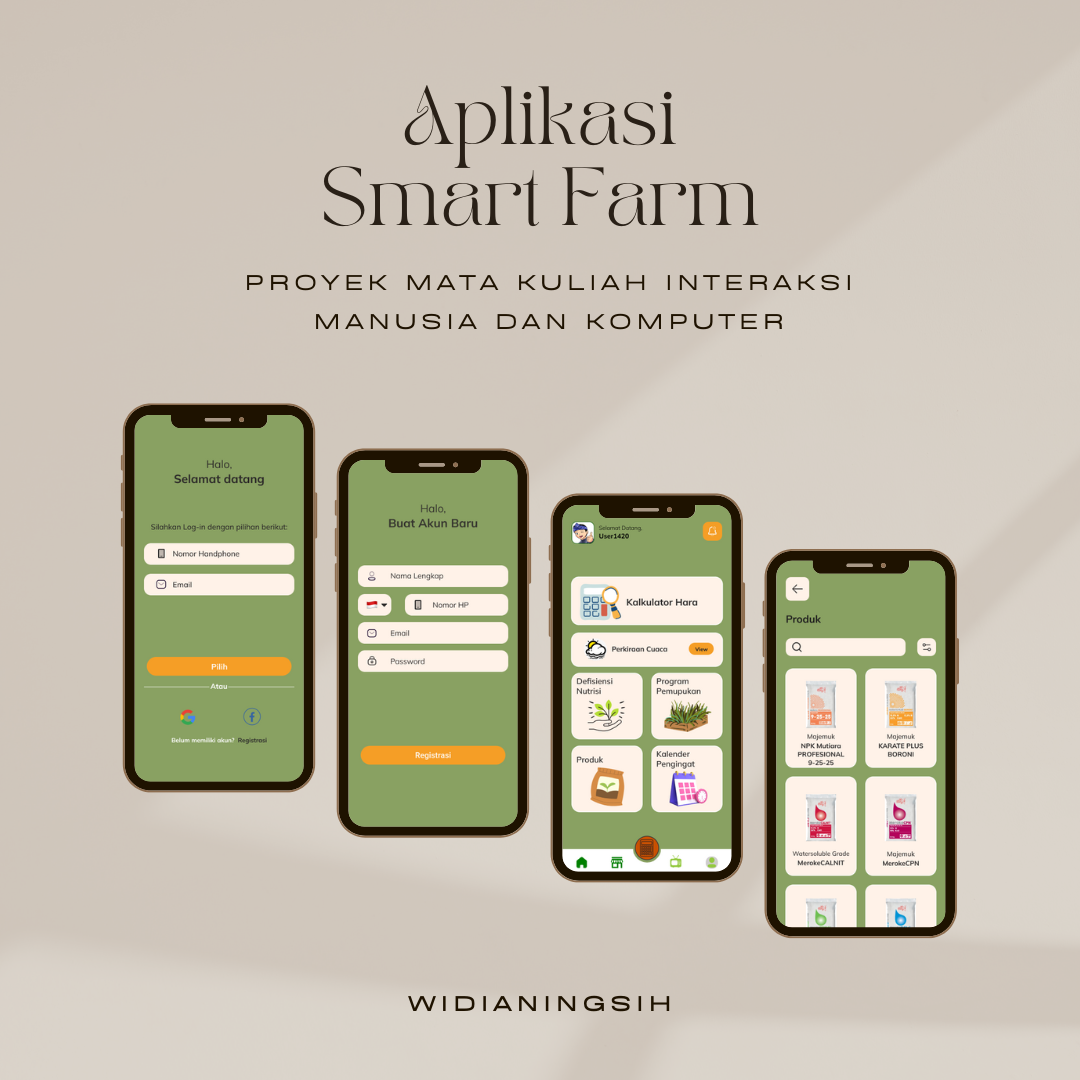 Aplikasi
Smart Farm
PROYEK MATA KULIAH INTERAKSI
MANUSIA DAN KOMPUTER
Halo,
Selamat datang
Silahkan Log-in dengan pilihan berikut:
Nomor Handphone
Email
Pilih
Atau
Belum memiliki akun? Registrasi
Halo,
Buat Akun Baru
Nama Lengkap
Nomor HP
Email
Password
Registrasi
Selamat Datang,
User1420
Kalkulator Hara
Perkiraan Cuaca
View
Defisiensi
Nutrisi
Program
Pemupukan
Produk
Kalender
Pengingat
Produk
9-25-25
Majemuk
NPK Mutiara
PROFESIONAL
9-25-25
Majemuk
KARATE PLUS
BORONI
Watersoluble Grade
MerokeCALNIT
Majemuk
MerokeCPN
WIDIANINGSIH